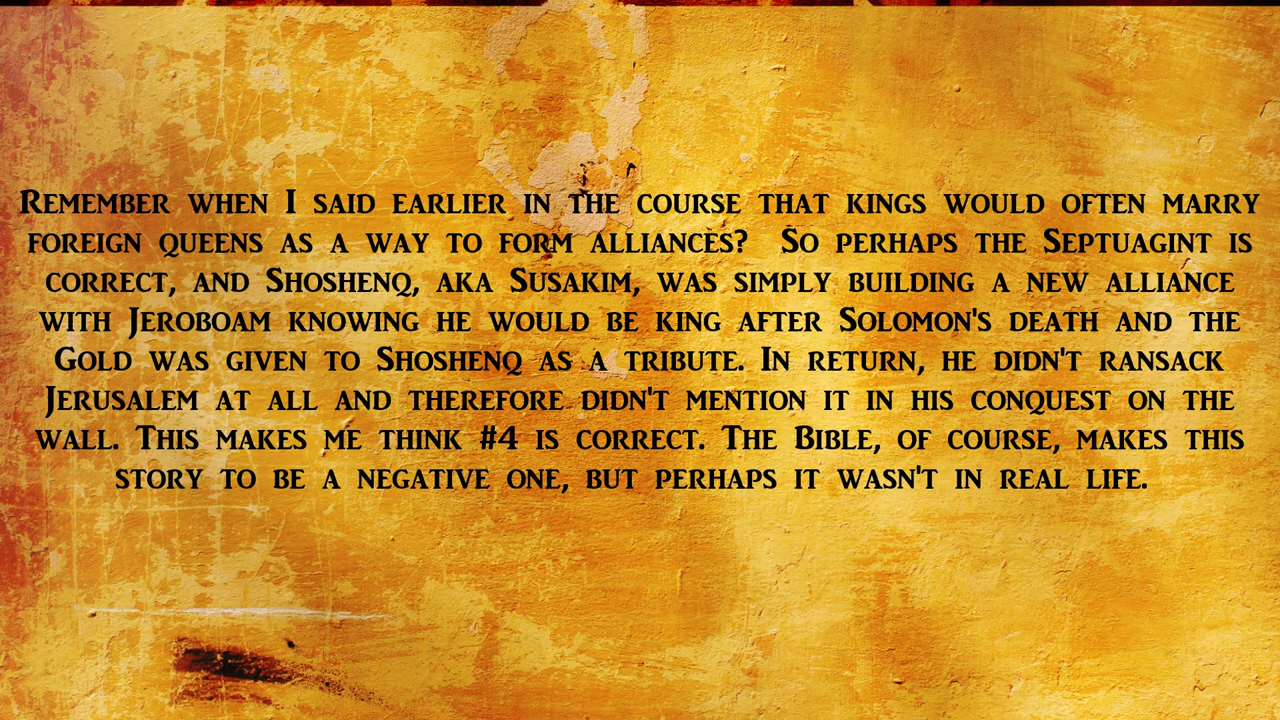 Remember when I said earlier in the course that kings would often marry
foreign queens as a way to form alliances?  So perhaps the Septuagint is
correct, and Shoshenq, aka Susakim, was simply building a new alliance
with Jeroboam knowing he would be king after Solomon's death and the
Gold was given to Shoshenq as a tribute. In return, he didn't ransack
Jerusalem at all and therefore didn't mention it in his conquest on the
wall. This makes me think #4 is correct. The Bible, of course, makes this
story to be a negative one, but perhaps it wasn't in real life.